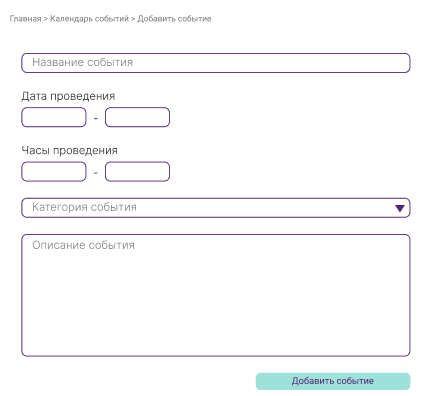 Главная > Календарь событий > Добавить событие
Название события
Дата проведения
-
Часы проведения
-
Категория события
Описание события
Добавить событие